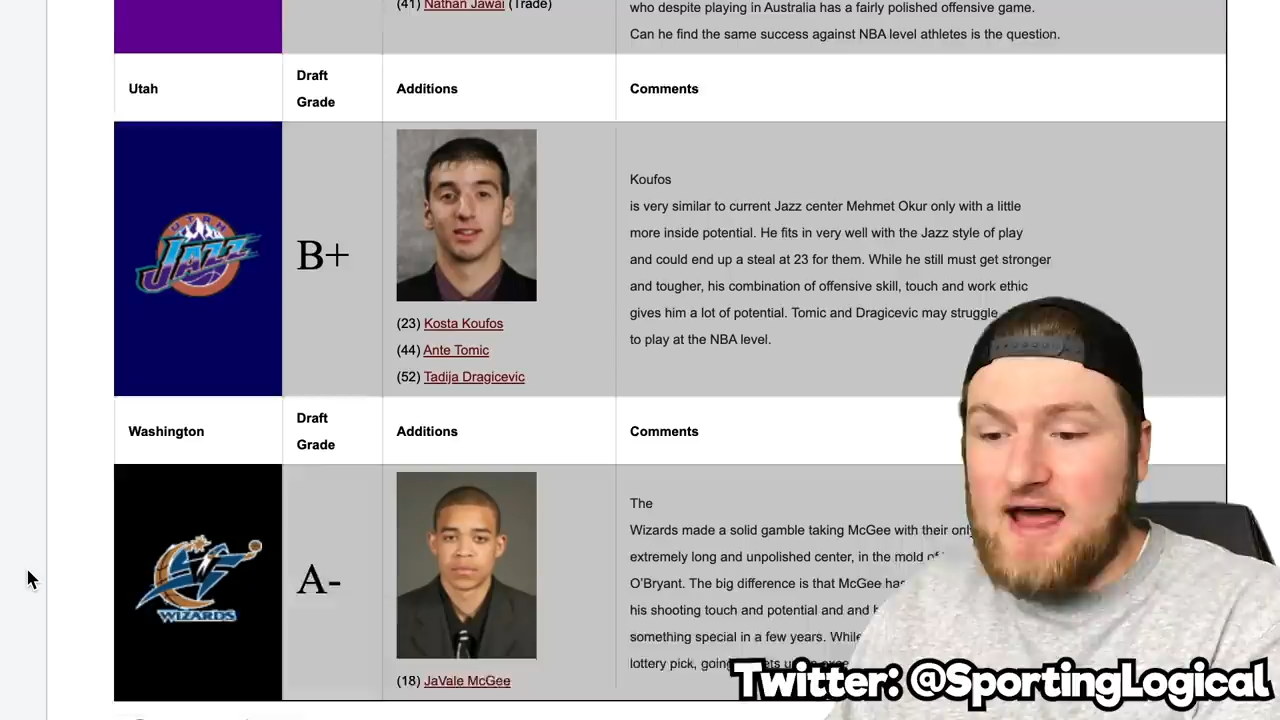 (41) Nathan Jawai (Trade)
who despite playing in Australia has a fairly polished offensive game.
Can he find the same success against NBA level athletes is the question.
Utah
Draft
Grade
Additions
Comments
JAZZ
B+
(23) Kosta Koufos
(44) Ante Tomic
(52) Tadija Dragicevic
Koufos
is very similar to current Jazz center Mehmet Okur only with a little
more inside potential. He fits in very well with the Jazz style of play
and could end up a steal at 23 for them. While he still must get stronger
and tougher, his combination of offensive skill, touch and work ethic
gives him a lot of potential. Tomic and Dragicevic may struggle
to play at the NBA level.
Washington
Draft
Grade
Additions
Comments
WIZARDS
A-
(18) JaVale McGee
The
Wizards made a solid gamble taking McGee with their
extremely long and unpolished center, in the mold
O'Bryant. The big difference is that McGee has
his shooting touch and potential and and
something special in a few years. While
lottery pick,
Twitter: @SportingLogical